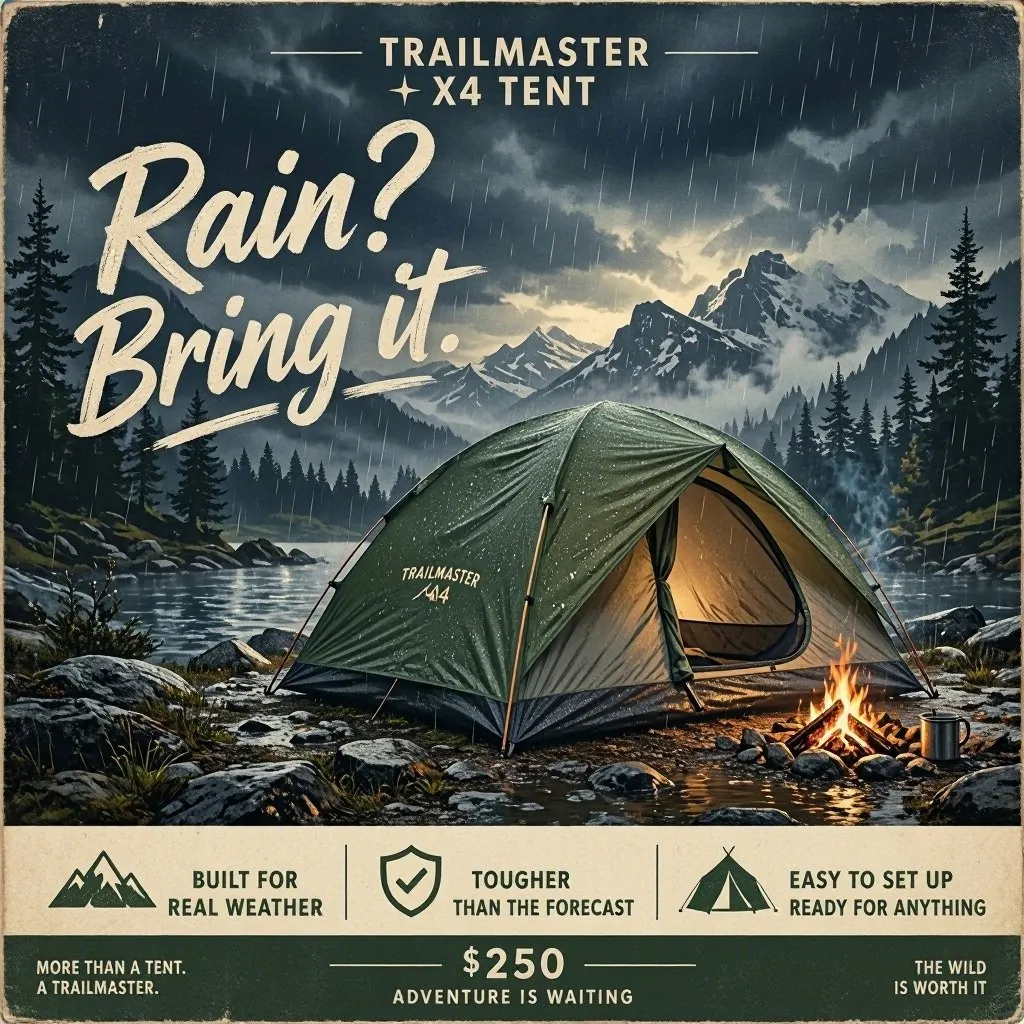 TRAILMASTER
X4 TENT
Rain?
Bring it.
TRAILMASTER
BUILT FOR
REAL WEATHER
TOUGHER
THAN THE FORECAST
EASY TO SET UP
READY FOR ANYTHING
MORE THAN A TENT.
A TRAILMASTER.
$250
ADVENTURE IS WAITING
THE WILD
IS WORTH IT